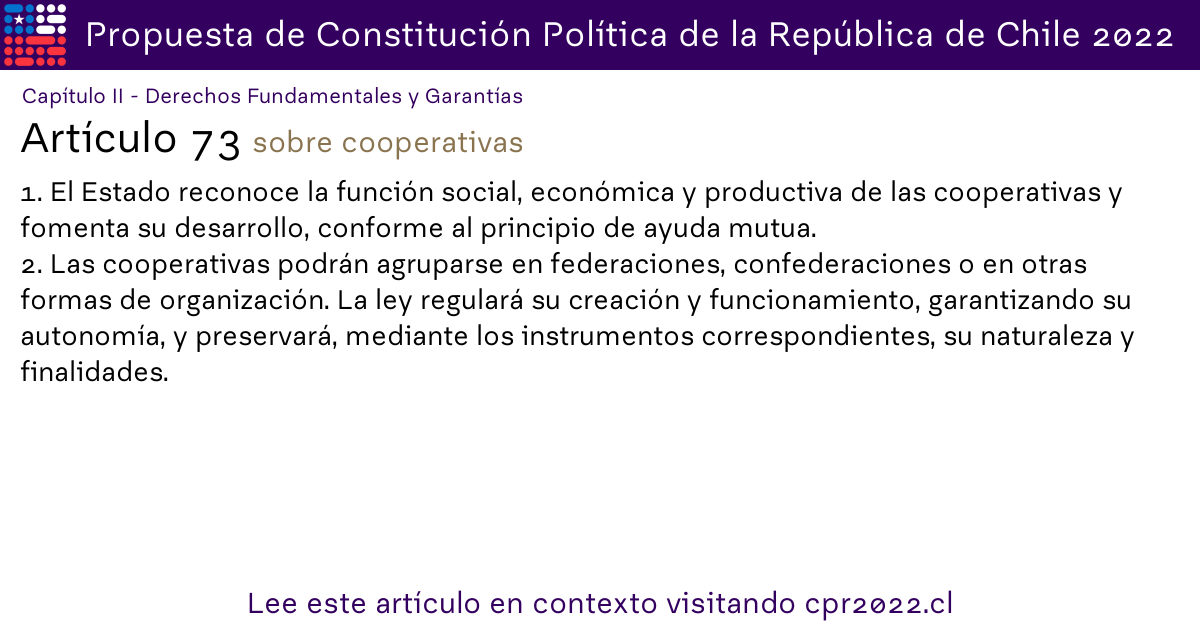 Propuesta de Constitución Política de la República de Chile 2022
Capítulo II - Derechos Fundamentales y Garantías
Artículo 73 sobre cooperativas
1. El Estado reconoce la función social, económica y productiva de las cooperativas y
fomenta su desarrollo, conforme al principio de ayuda mutua.
2. Las cooperativas podrán agruparse en federaciones, confederaciones o en otras
formas de organización. La ley regulará su creación y funcionamiento, garantizando su
autonomía, y preservará, mediante los instrumentos correspondientes, su naturaleza y
finalidades.
Lee este artículo en contexto visitando cpr2022.cl